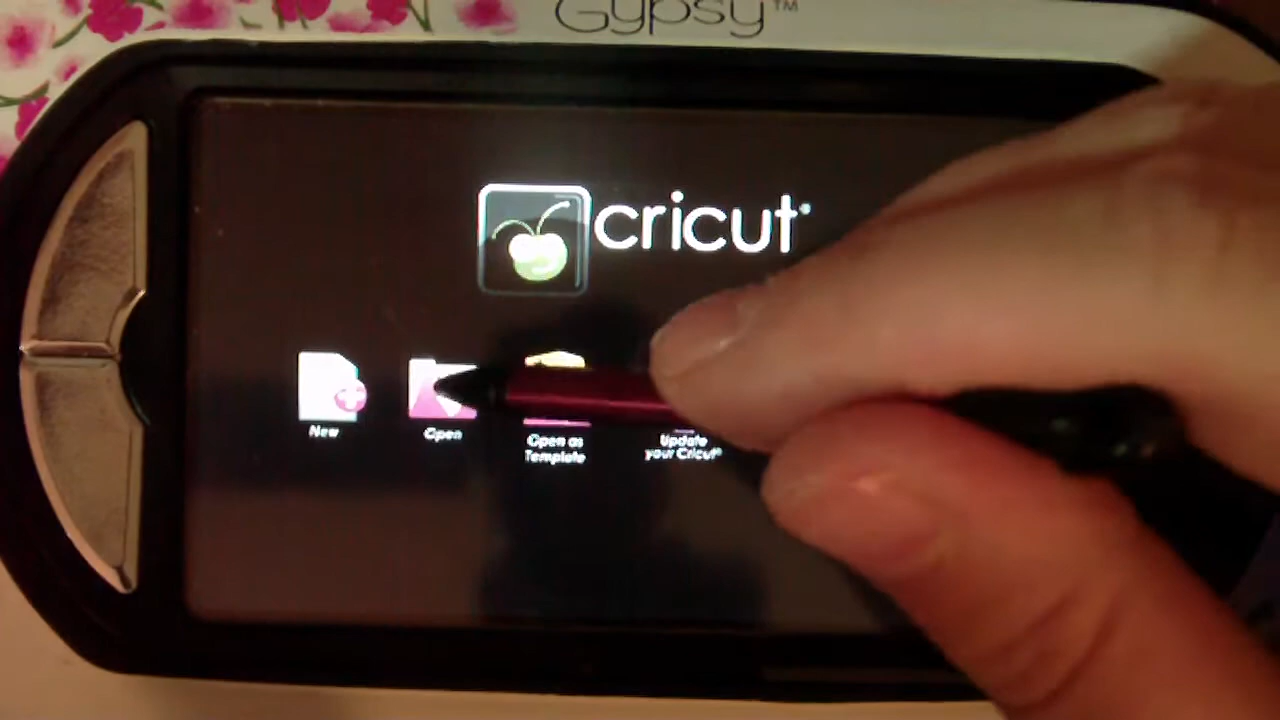 Gypsy™
cricut
New
Open
Open as
Template
Update
your Cricut®